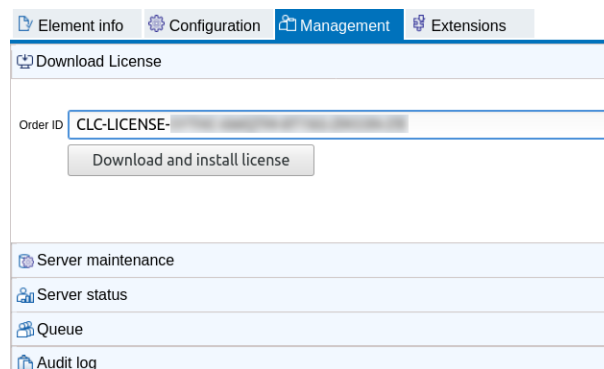 Element info Configuration Management Extensions
Download License
Order ID CLC-LICENSE-
Download and install license
Server maintenance
Server status
Queue
Audit log